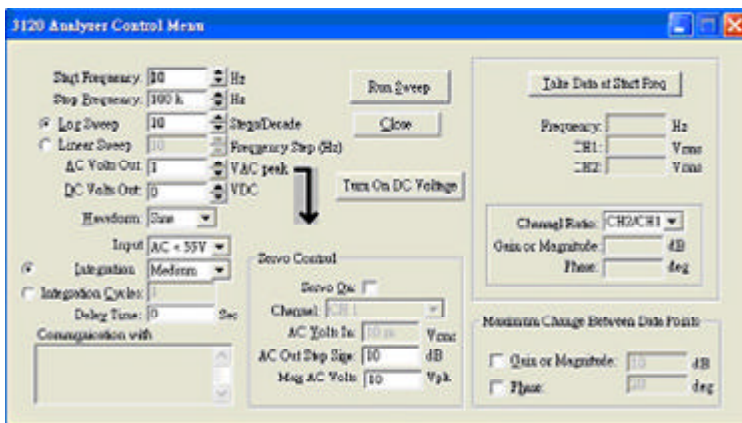 3120 Analyzer Control Menu
Start Frequency: 10 Hz
Stop Frequency: 100 k Hz
Log Sweep 10 Steps/Decade
Linear Sweep 10 Frequency Step (Hz)
AC Volts Out: 1 VAC peak
DC Volts Out: 0 VDC
Waveform: Sine
Input AC < 35V
Integration Medium
Integration Cycles: 1
Delay Time: 0 Sec
Communication with
Run Sweep
Close
Turn On DC Voltage
Servo Control
Servo On:
Channel: CH 1
AC Volts In: 10 m Vrms
AC Out Step Size: 10 dB
Max AC Volts: 10 Vpk
Take Data at Start Freq
Frequency: Hz
CH1: Vrms
CH2: Vrms
Channel Ratio: CH2/CH1
Gain or Magnitude: dB
Phase: deg
Maximum Change Between Data Points
Gain or Magnitude: 10 dB
Phase: deg